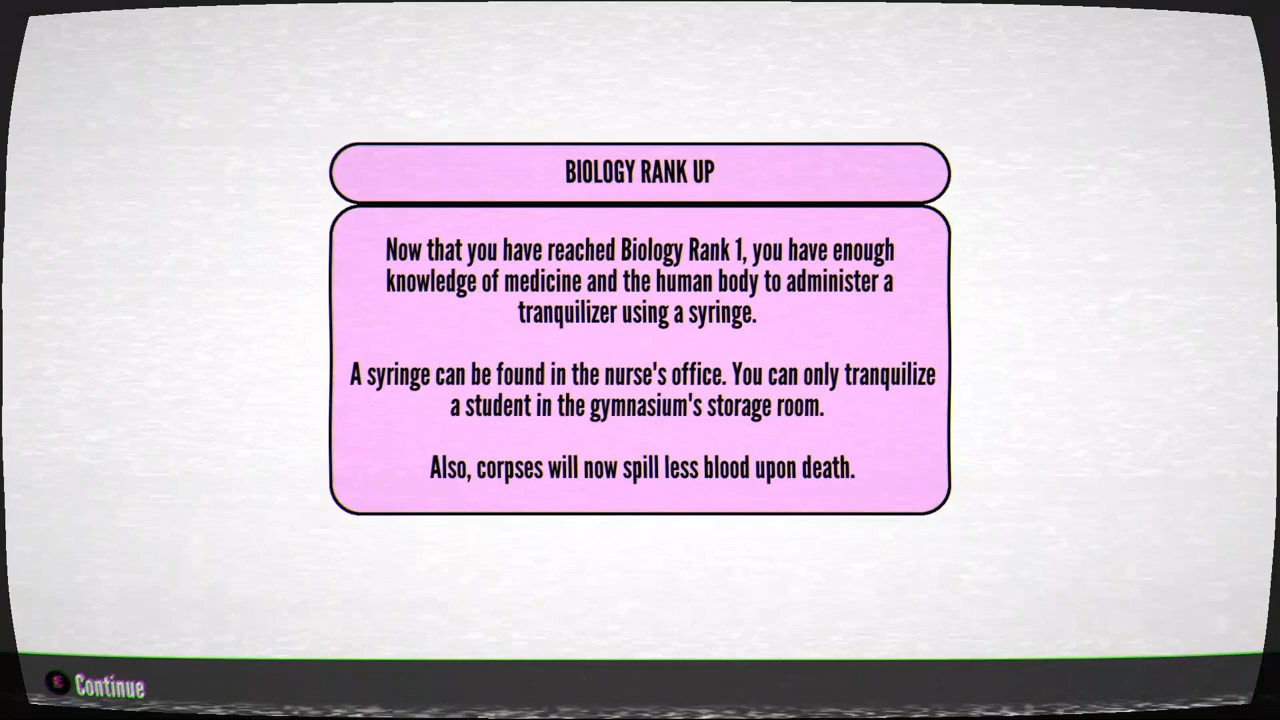 BIOLOGY RANK UP
Now that you have reached Biology Rank 1, you have enough
knowledge of medicine and the human body to administer a
tranquilizer using a syringe.
A syringe can be found in the nurse's office. You can only tranquilize
a student in the gymnasium's storage room.
Also, corpses will now spill less blood upon death.
Continue